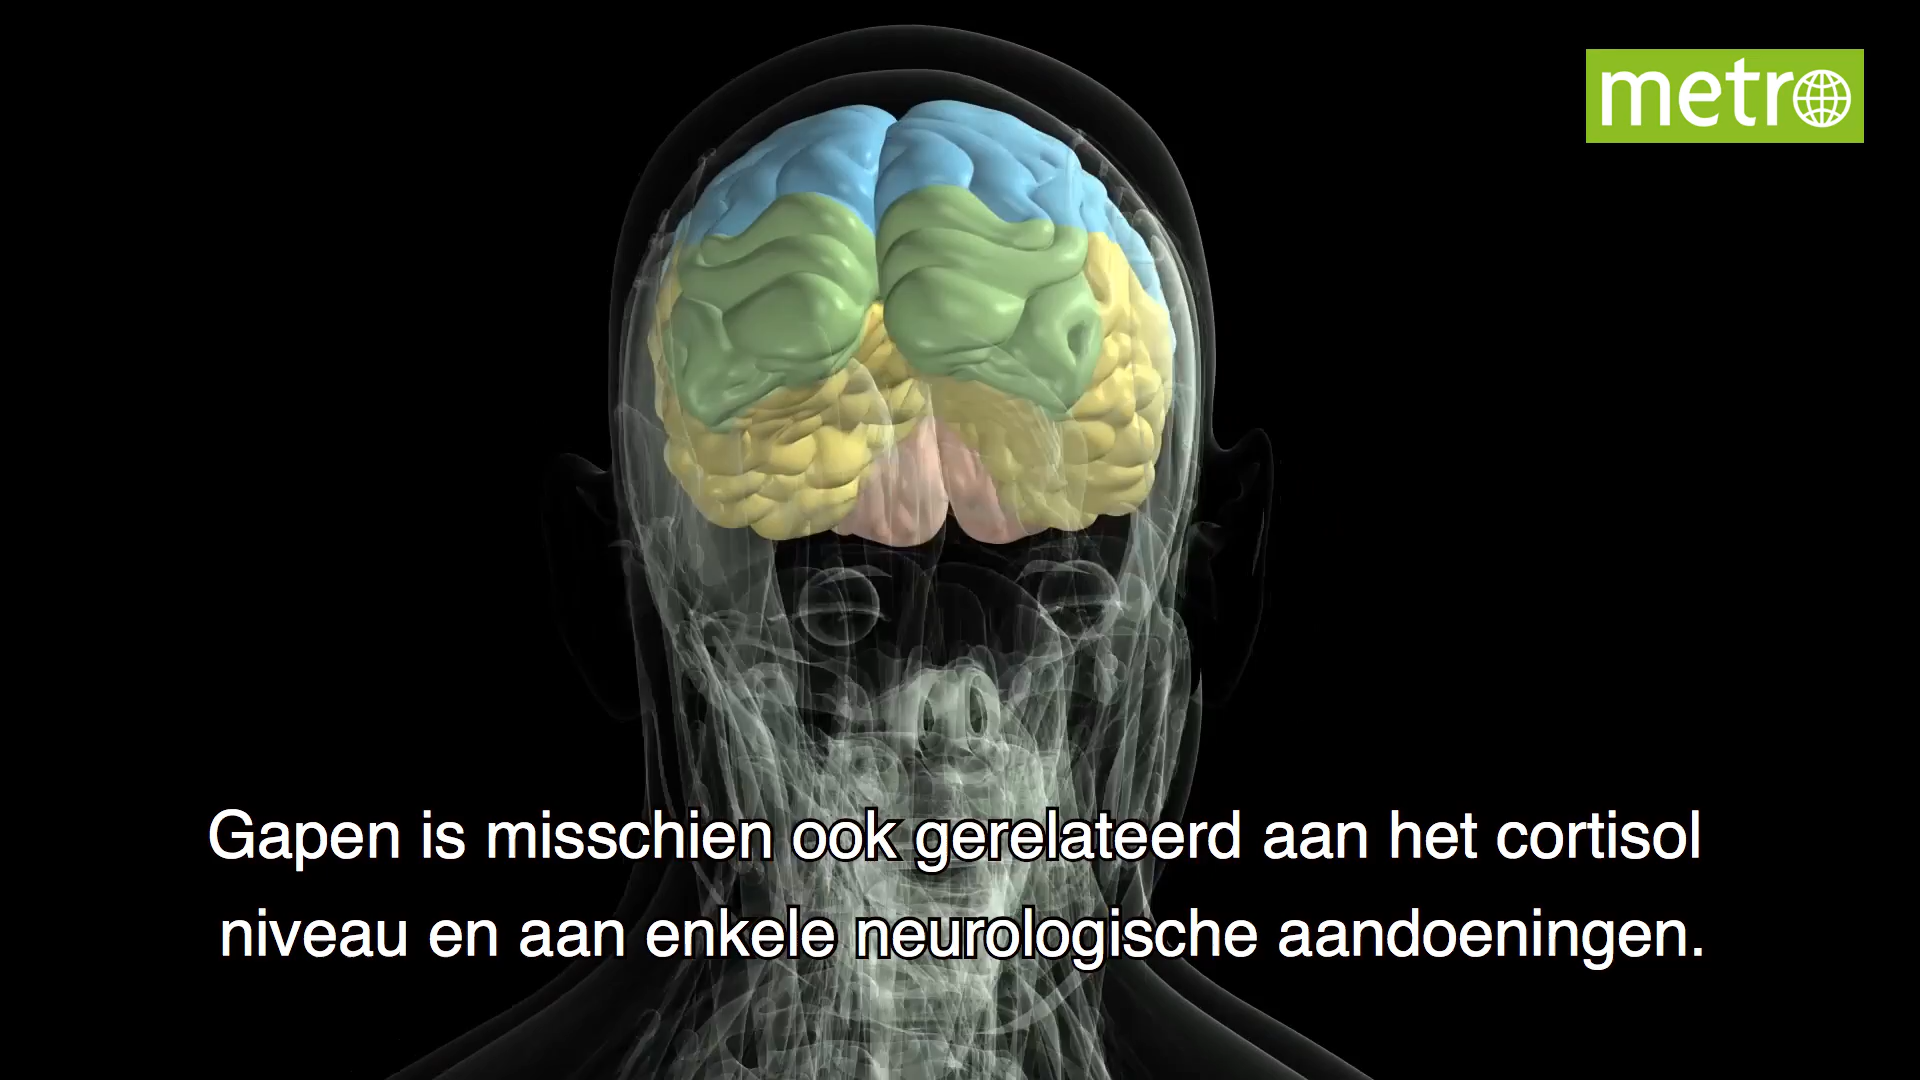 metro
Gapen is misschien ook gerelateerd aan het cortisol
niveau en aan enkele neurologische aandoeningen.